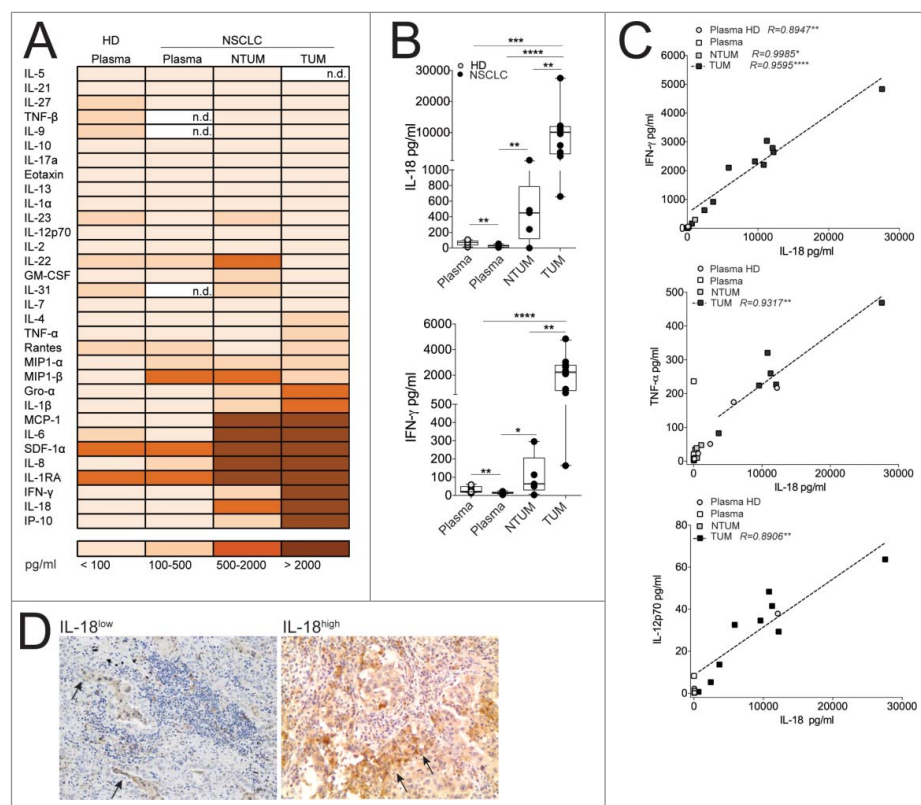 A
HD
NSCLC
Plasma
Plasma
NTUM
TUM
IL-5
n.d.
IL-21
IL-27
TNF-β
n.d.
IL-9
n.d.
IL-10
IL-17a
Eotaxin
IL-13
IL-1α
IL-23
IL-12p70
IL-2
IL-22
GM-CSF
IL-31
n.d.
IL-7
IL-4
TNF-α
Rantes
MIP1-α
MIP1-β
Gro-α
IL-1β
MCP-1
IL-6
SDF-1α
IL-8
IL-1RA
IFN-γ
IL-18
IP-10
pg/ml
< 100
100-500
500-2000
> 2000
B
***
****
**
HD
NSCLC
30000
20000
10000
1000
800
600
400
200
0
IL-18 pg/ml
**
**
Plasma
Plasma
NTUM
TUM
****
**
6000
4000
2000
500
400
300
200
100
0
IFN-γ pg/ml
**
*
Plasma
Plasma
NTUM
TUM
C
Plasma HD R=0.8947**
Plasma
NTUM R=0.9985*
TUM R=0.9595****
6000
5000
4000
3000
2000
1000
0
IFN-γ pg/ml
0 10000 20000 30000
IL-18 pg/ml
Plasma HD
Plasma
NTUM
TUM R=0.9317**
500
400
300
200
100
0
TNF-α pg/ml
0 10000 20000 30000
IL-18 pg/ml
Plasma HD
Plasma
NTUM
TUM R=0.8906**
80
60
40
20
0
IL-12p70 pg/ml
0 10000 20000 30000
IL-18 pg/ml
D
IL-18low
IL-18high